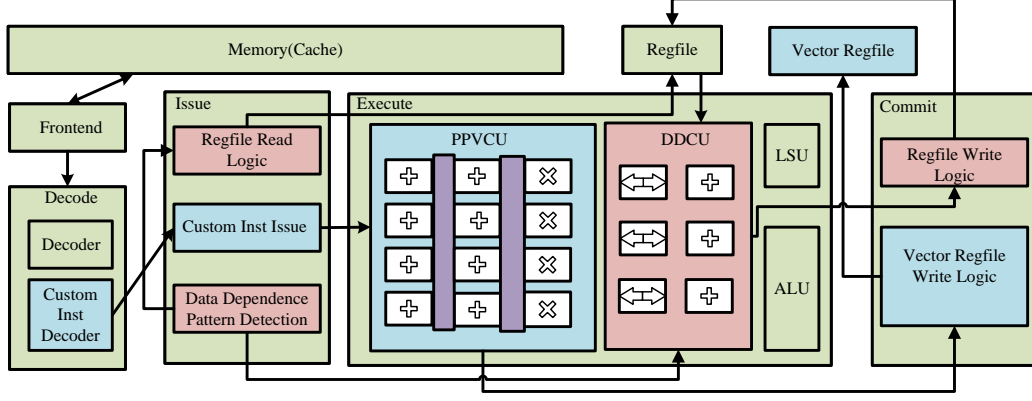 Memory(Cache)
Regfile
Vector Regfile
Frontend
Decode
Decoder
Custom
Inst
Decoder
Issue
Regfile Read
Logic
Custom Inst Issue
Data Dependence
Pattern Detection
Execute
PPVCU
DDCU
LSU
ALU
Commit
Regfile Write
Logic
Vector Regfile
Write Logic